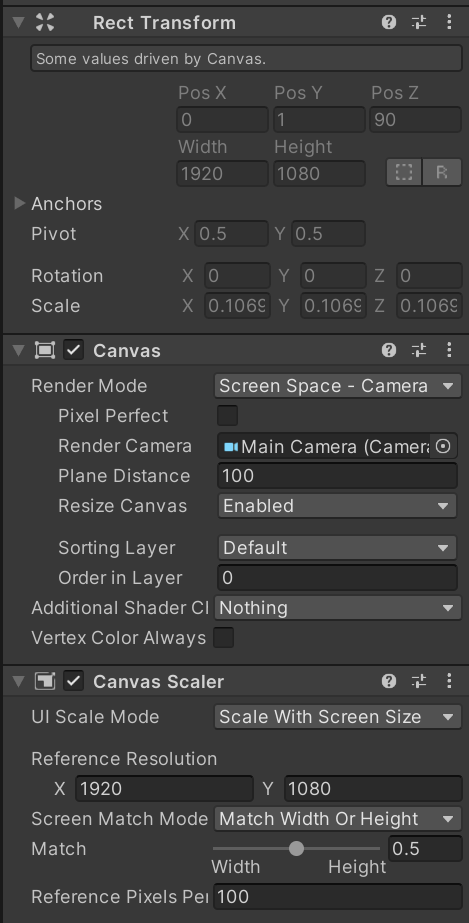 Rect Transform
Some values driven by Canvas.
Pos X Pos Y Pos Z
0 1 90
Width Height
1920 1080
R
Anchors
Pivot X 0.5 Y 0.5
Rotation X 0 Y 0 Z 0
Scale X 0.1069 Y 0.1069 Z 0.1069
Canvas
Render Mode Screen Space - Camera
Pixel Perfect
Render Camera Main Camera (Camera
Plane Distance 100
Resize Canvas Enabled
Sorting Layer Default
Order in Layer 0
Additional Shader Cl Nothing
Vertex Color Always
Canvas Scaler
UI Scale Mode Scale With Screen Size
Reference Resolution
X 1920 Y 1080
Screen Match Mode Match Width Or Height
Match 0.5
Width Height
Reference Pixels Per 100